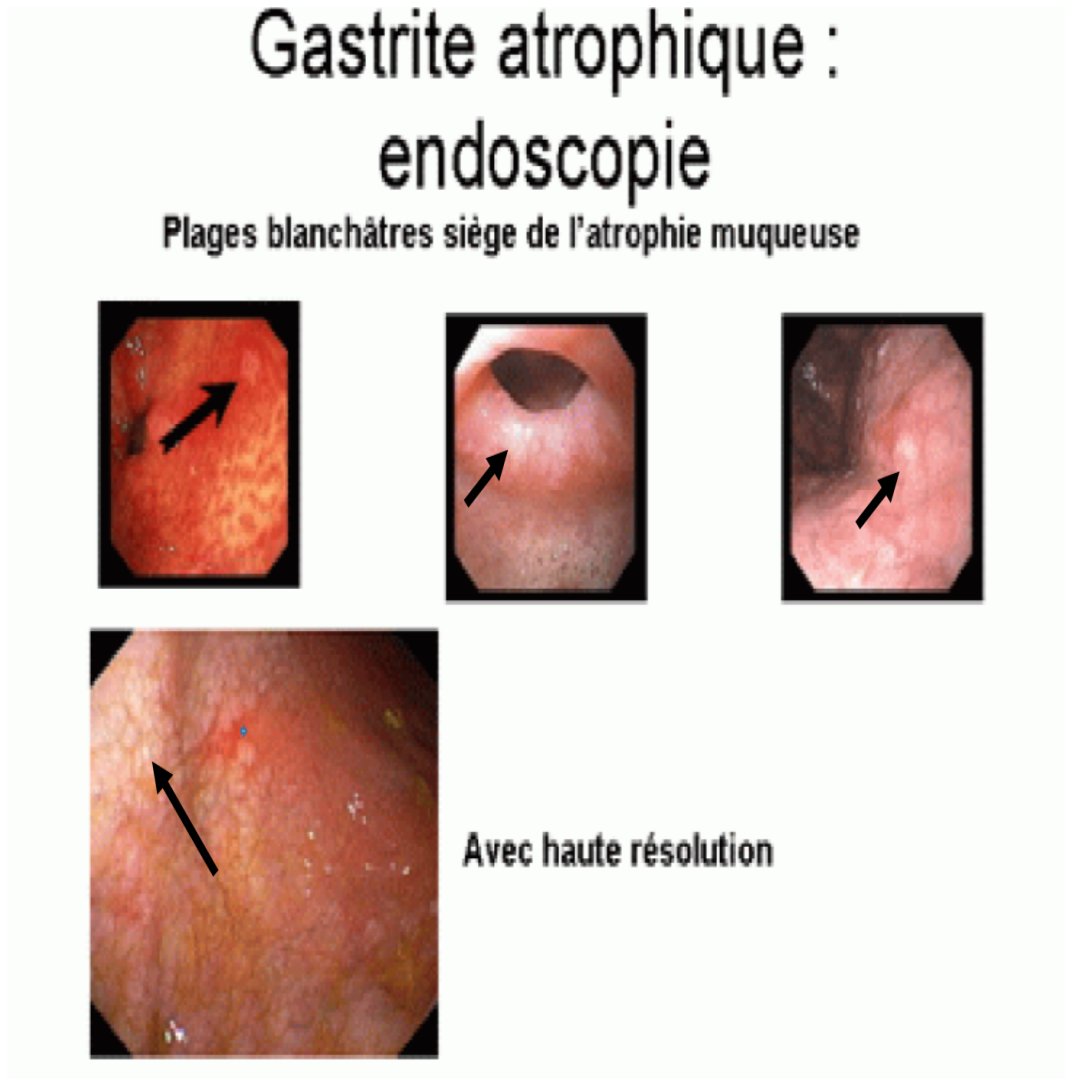 Gastrite atrophique :
endoscopie
Plages blanchâtres siège de l'atrophie muqueuse
Avec haute résolution